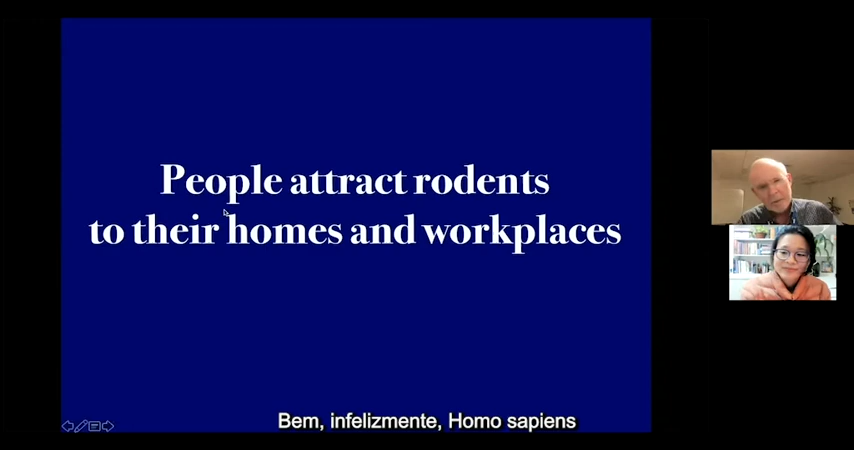 People attract rodents
to their homes and workplaces
Bem, infelizmente, Homo sapiens